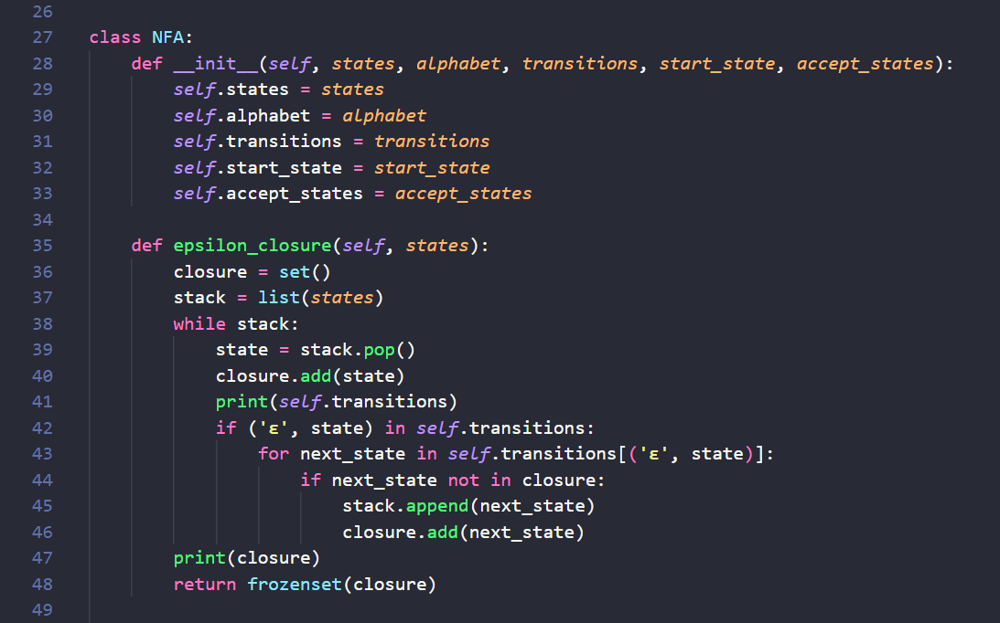 26
27 class NFA:
28     def __init__(self, states, alphabet, transitions, start_state, accept_states):
29         self.states = states
30         self.alphabet = alphabet
31         self.transitions = transitions
32         self.start_state = start_state
33         self.accept_states = accept_states
34
35     def epsilon_closure(self, states):
36         closure = set()
37         stack = list(states)
38         while stack:
39             state = stack.pop()
40             closure.add(state)
41             print(self.transitions)
42             if ('ε', state) in self.transitions:
43                 for next_state in self.transitions[('ε', state)]:
44                     if next_state not in closure:
45                         stack.append(next_state)
46                         closure.add(next_state)
47         print(closure)
48         return frozenset(closure)
49